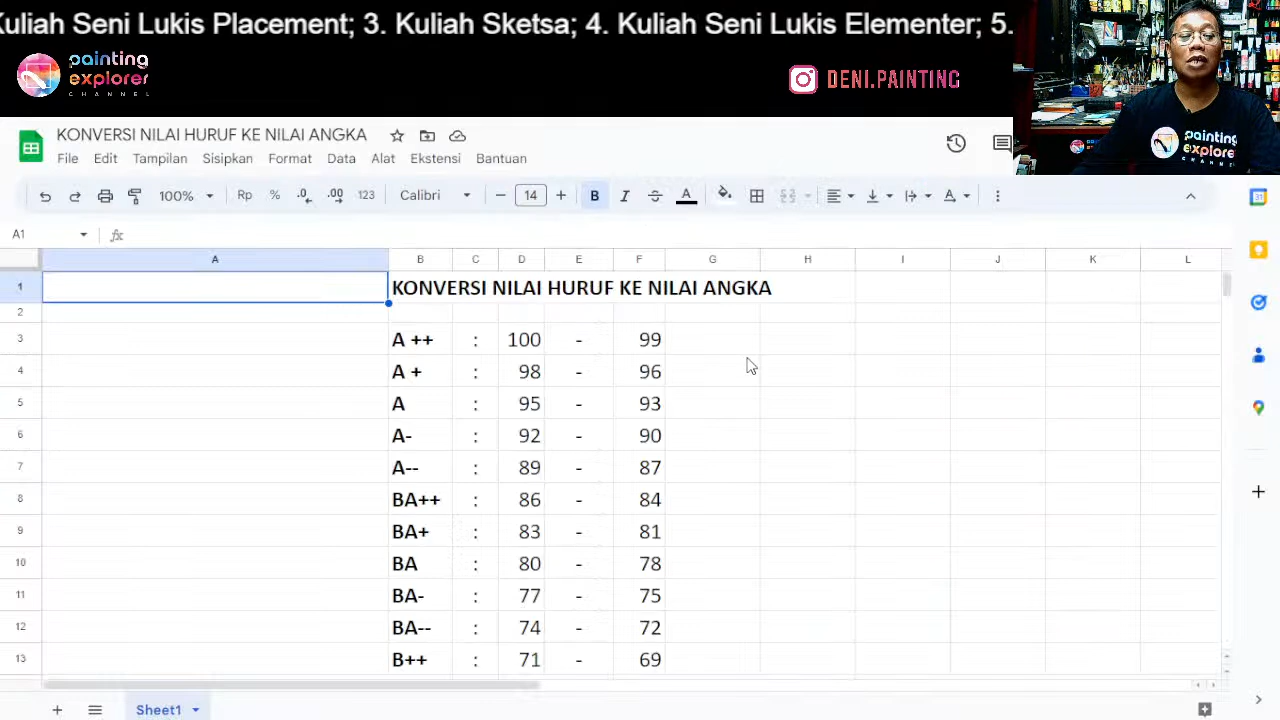 Kuliah Seni Lukis Placement; 3. Kuliah Sketsa; 4. Kuliah Seni Lukis Elementer; 5.
painting
explorer
CHANNEL
DENI.PAINTING
painting
explorer
CHANNEL
KONVERSI NILAI HURUF KE NILAI ANGKA
File Edit Tampilan Sisipkan Format Data Alat Ekstensi Bantuan
100% Rp % .0 .00 123 Calibri − 14 + B I S A
31
A1 fx
A B C D E F G H I J K L
1 KONVERSI NILAI HURUF KE NILAI ANGKA
2
3 A ++ : 100 - 99
4 A + : 98 - 96
5 A : 95 - 93
6 A- : 92 - 90
7 A-- : 89 - 87
8 BA++ : 86 - 84
9 BA+ : 83 - 81
10 BA : 80 - 78
11 BA- : 77 - 75
12 BA-- : 74 - 72
13 B++ : 71 - 69
Sheet1